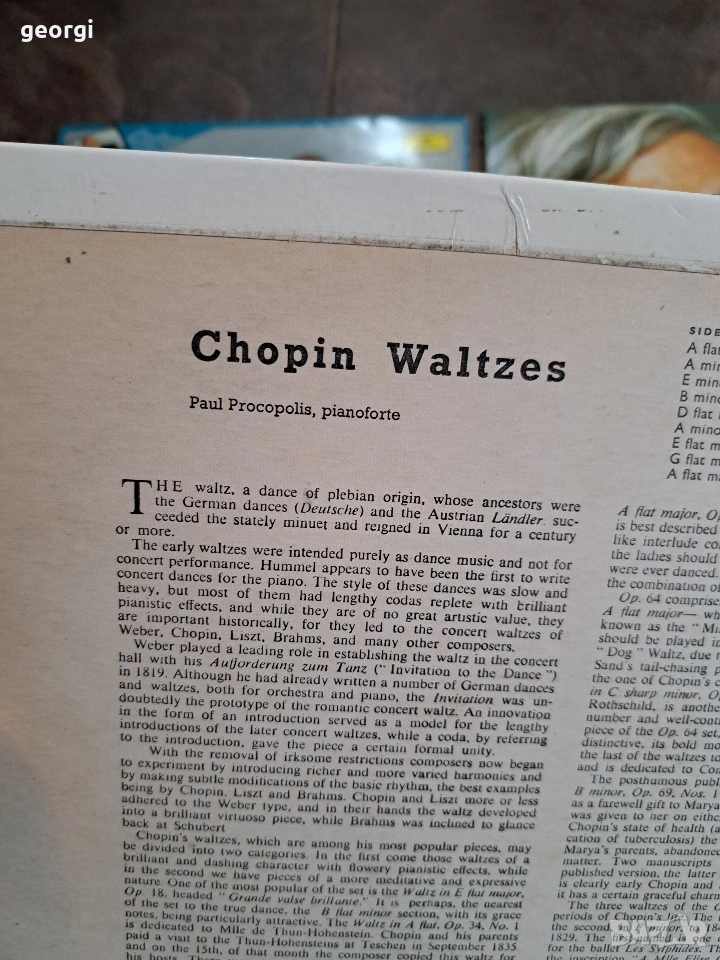 georgi
Chopin Waltzes
Paul Procopolis, pianoforte
THE waltz, a dance of plebian origin, whose ancestors were
the German dances (Deutsche) and the Austrian Ländler, suc-
ceeded the stately minuet and reigned in Vienna for a century
or more.
The early waltzes were intended purely as dance music and not for
concert performance. Hummel appears to have been the first to write
concert dances for the piano. The style of these dances was slow and
heavy, but most of them had lengthy codas replete with brilliant
pianistic effects, and while they are of no great artistic value, they
are important historically, for they led to the concert waltzes of
Weber, Chopin, Liszt, Brahms, and many other composers.
Weber played a leading role in establishing the waltz in the concert
hall with his Aufforderung zum Tanz (" Invitation to the Dance ")
in 1819. Although he had already written a number of German dances
and waltzes, both for orchestra and piano, the Invitation was un-
doubtedly the prototype of the romantic concert waltz. An innovation
in the form of an introduction served as a model for the lengthy
introductions of the later concert waltzes, while a coda, by referring
to the introduction, gave the piece a certain formal unity.
With the removal of irksome restrictions composers now began
to experiment by introducing richer and more varied harmonies and
by making subtle modifications of the basic rhythm, the best examples
being by Chopin, Liszt and Brahms. Chopin and Liszt more or less
adhered to the Weber type, and in their hands the waltz developed
into a brilliant virtuoso piece, while Brahms was inclined to glance
back at Schubert
Chopin's waltzes, which are among his most popular pieces, may
be divided into two categories. In the first come those waltzes of a
brilliant and dashing character with flowery pianistic effects, while
in the second we have pieces of a more meditative and expressive
nature. One of the most popular of the set is the Waltz in E flat major,
Op. 18, headed " Grande valse brillante." It is perhaps, the nearest
of the set to the true dance, the B flat minor section, with its grace
notes, being particularly attractive. The Waltz in A flat, Op. 34, No. 1
is dedicated to Mlle de Thun-Hohenstein. Chopin and his parents
paid a visit to the Thun-Hohensteins at Teschen in September 1835
and on the 15th, of that month the composer copied this waltz for
his hosts.
SIDE
A flat
A mi
E min
B mino
D flat
A mino
E flat m
G flat m
A flat m
A flat major, O
is best described
like interlude co
the ladies should
were ever danced.
the combination of
Op. 64 comprise
A flat major— wh
known as the " Mi
should be played i
" Dog " Waltz, due t
Sand's tail-chasing p
the one of Chopin's c
in C sharp minor, O
Rothschild, is anothe
number and well-cont
piece of the Op. 64 set,
distinctive, its bold mo
the last of the waltzes to
and is dedicated to Cou
The posthumous publ
B minor, Op. 69, Nos. 1
as a farewell gift to Marya
was given to her on eithe
Chopin's state of health (a
cation of tuberculosis) the
Marya's parents, abandoned
matter. Two manuscripts
published version, the latter
is clearly early Chopin and
it has a certain graceful charm
The three waltzes of the O
periods of Chopin's life. The
the second, in
1829. The
for the ballet Les Sylphides. Th